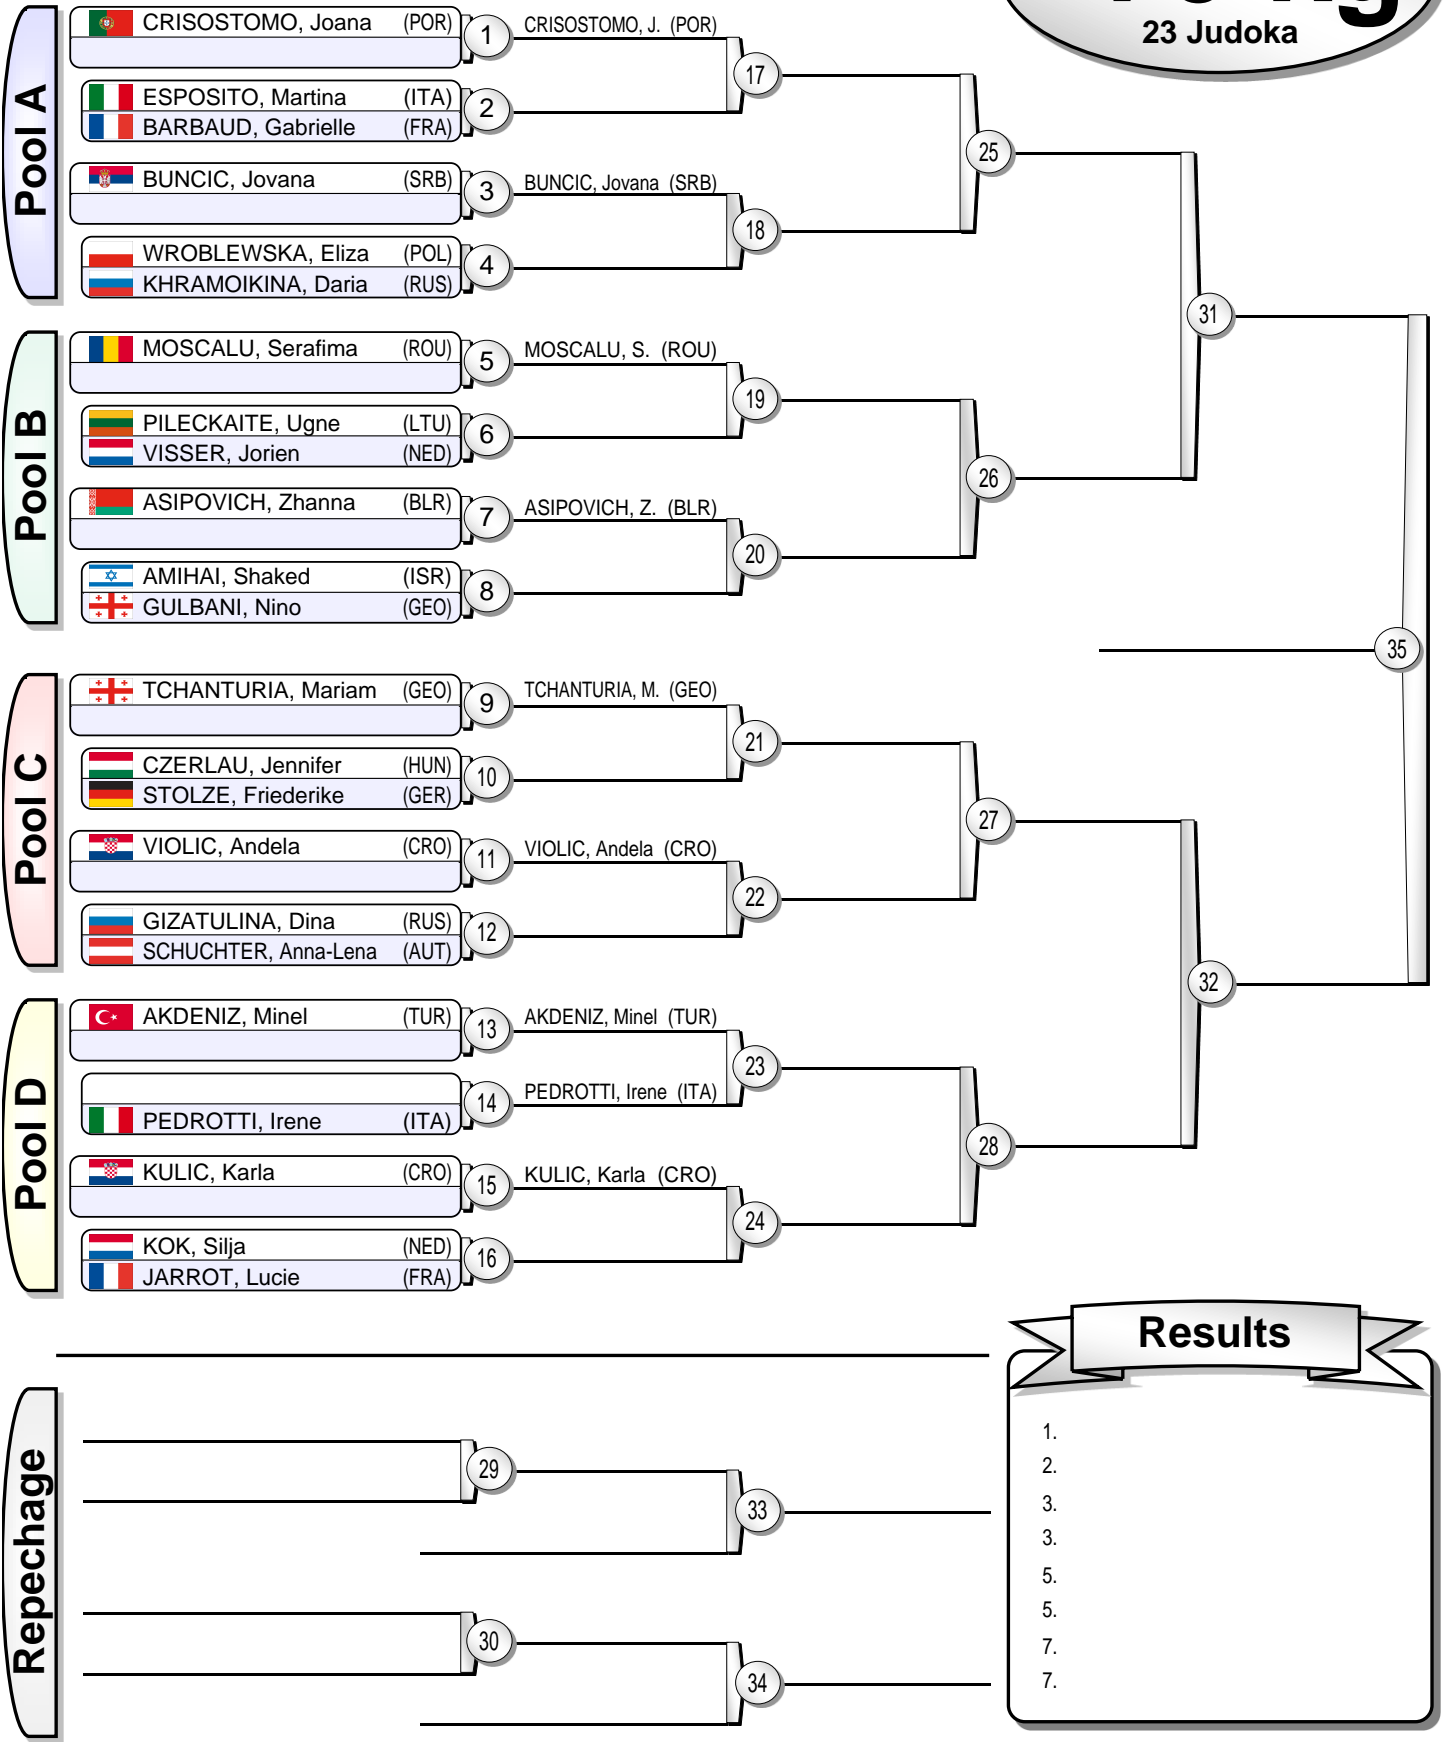 23 Judoka
Pool A
CRISOSTOMO, Joana (POR)
1
CRISOSTOMO, J. (POR)
17
ESPOSITO, Martina (ITA)
BARBAUD, Gabrielle (FRA)
2
25
BUNCIC, Jovana (SRB)
3
BUNCIC, Jovana (SRB)
18
WROBLEWSKA, Eliza (POL)
KHRAMOIKINA, Daria (RUS)
4
31
Pool B
MOSCALU, Serafima (ROU)
5
MOSCALU, S. (ROU)
19
PILECKAITE, Ugne (LTU)
VISSER, Jorien (NED)
6
26
ASIPOVICH, Zhanna (BLR)
7
ASIPOVICH, Z. (BLR)
20
AMIHAI, Shaked (ISR)
GULBANI, Nino (GEO)
8
35
Pool C
TCHANTURIA, Mariam (GEO)
9
TCHANTURIA, M. (GEO)
21
CZERLAU, Jennifer (HUN)
STOLZE, Friederike (GER)
10
27
VIOLIC, Andela (CRO)
11
VIOLIC, Andela (CRO)
22
GIZATULINA, Dina (RUS)
SCHUCHTER, Anna-Lena (AUT)
12
32
Pool D
AKDENIZ, Minel (TUR)
13
AKDENIZ, Minel (TUR)
23
PEDROTTI, Irene (ITA)
14
PEDROTTI, Irene (ITA)
28
KULIC, Karla (CRO)
15
KULIC, Karla (CRO)
24
KOK, Silja (NED)
JARROT, Lucie (FRA)
16
Repechage
29
33
30
34
Results
1.
2.
3.
3.
5.
5.
7.
7.